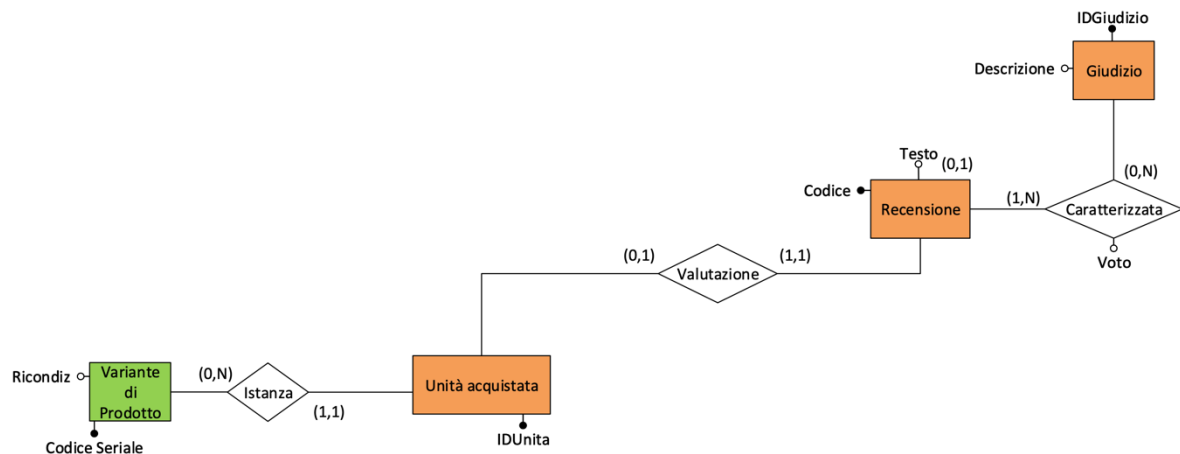 IDGiudizio
Descrizione
Giudizio
Testo
(0,1)
(0,N)
Codice
Recensione
(1,N)
Caratterizzata
(0,1)
Valutazione
(1,1)
Voto
Ricondiz
Variante
di
Prodotto
(0,N)
Istanza
(1,1)
Unità acquistata
Codice Seriale
IDUnita